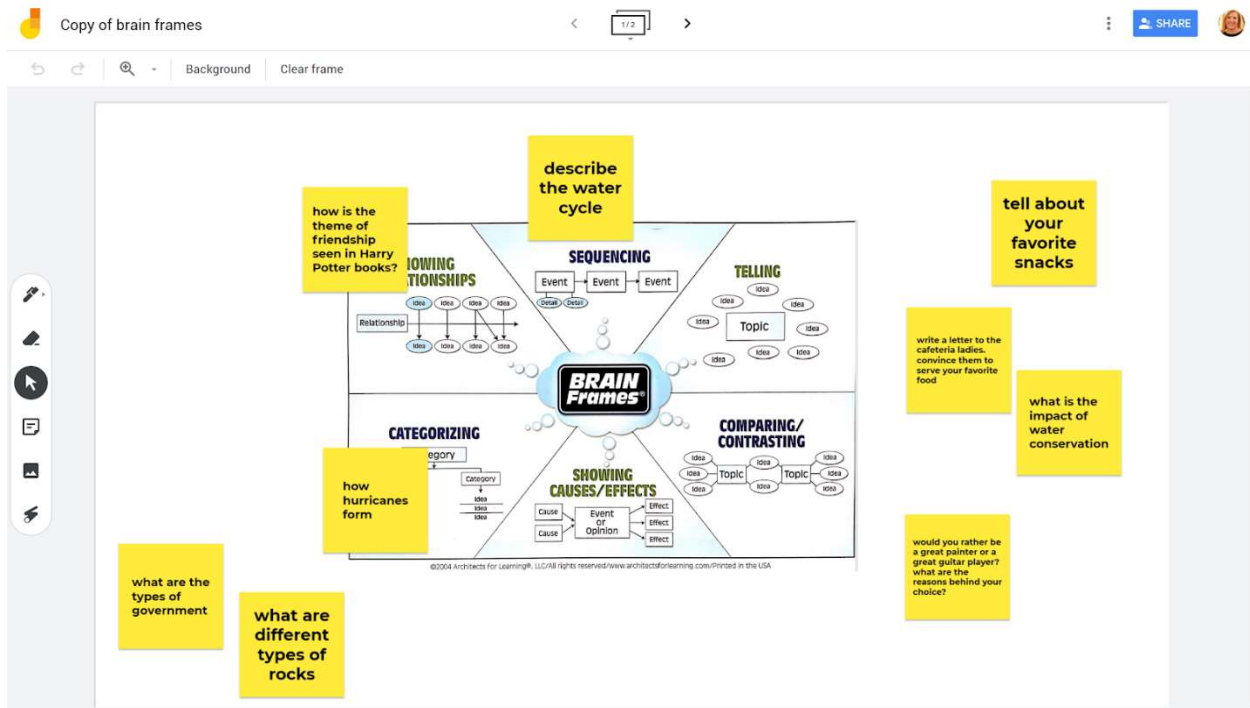 Copy of brain frames
1/2
SHARE
Background
Clear frame
describe
the water
cycle
how is the
theme of
friendship
seen in Harry
Potter books?
tell about
your
favorite
snacks
OWING
TIONSHIPS
Idea Idea Idea Idea
Relationship
Idea Idea Idea Idea
SEQUENCING
Event Event Event
Detail Detail
TELLING
Idea
Idea Idea
Idea Topic Idea
Idea Idea Idea
write a letter to the
cafeteria ladies.
convince them to
serve your favorite
food
what is the
impact of
water
conservation
BRAIN
Frames®
CATEGORIZING
egory
Category
Idea
Idea
Idea
how
hurricanes
form
SHOWING
CAUSES/EFFECTS
Cause
Cause
Event
or
Opinion
Effect
Effect
Effect
COMPARING/
CONTRASTING
Idea Idea Idea
Idea Topic Topic Idea
Idea Idea Idea
©2004 Architects for Learning®, LLC/All rights reserved/www.architectsforlearning.com/Printed in the USA
would you rather be
a great painter or a
great guitar player?
what are the
reasons behind your
choice?
what are the
types of
government
what are
different
types of
rocks